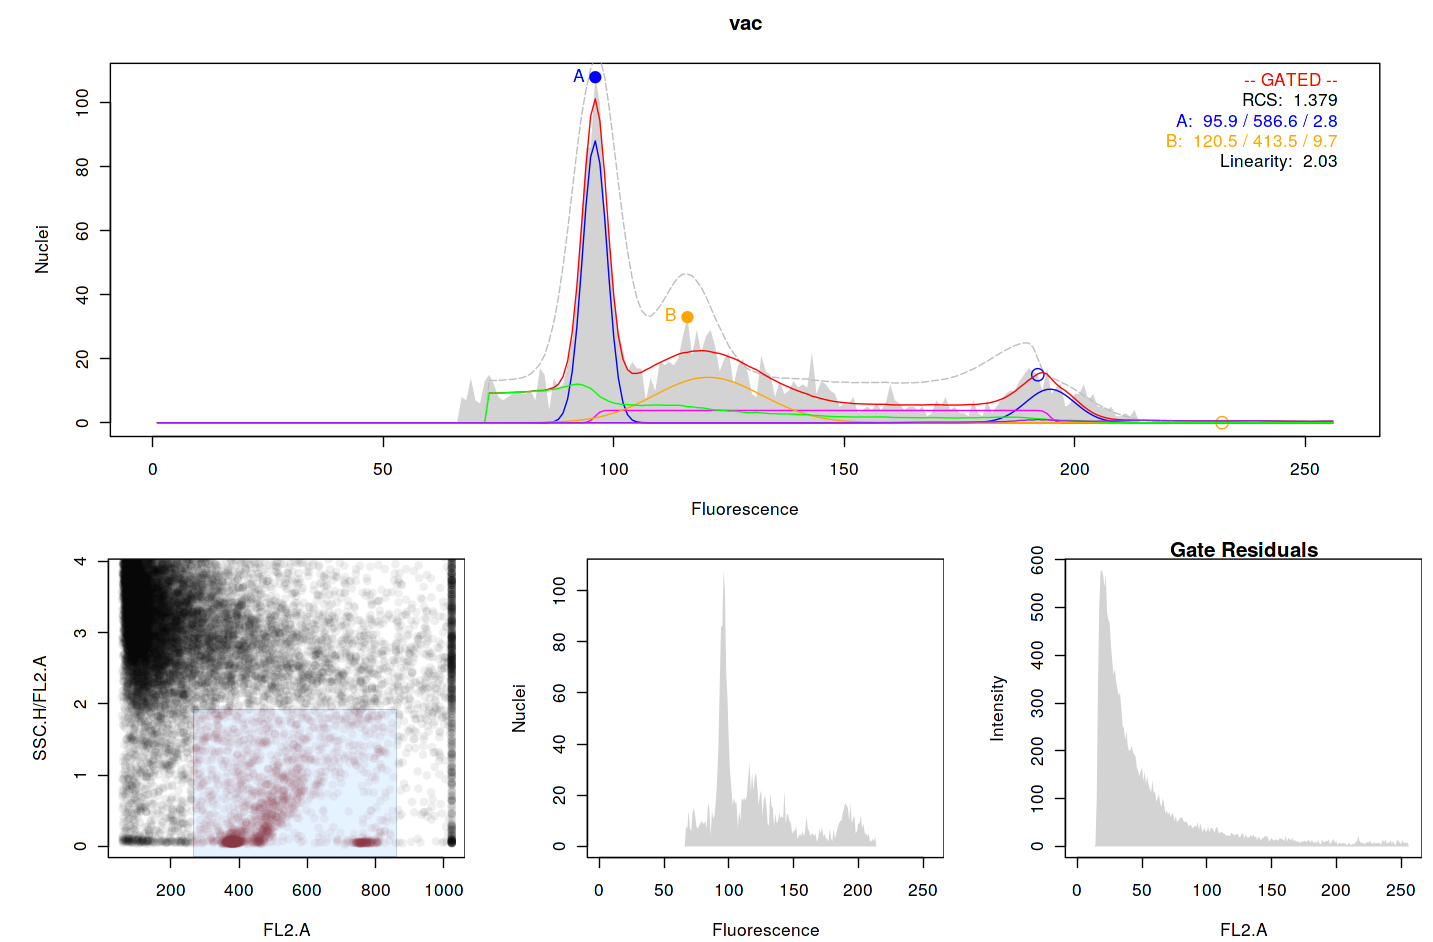 vac
-- GATED --
RCS: 1.379
A: 95.9 / 586.6 / 2.8
B: 120.5 / 413.5 / 9.7
Linearity: 2.03
A
B
Nuclei
0 20 40 60 80 100
0 50 100 150 200 250
Fluorescence
SSC.H/FL2.A
0 1 2 3 4
200 400 600 800 1000
FL2.A
Nuclei
0 20 40 60 80 100
0 50 100 150 200 250
Fluorescence
Gate Residuals
Intensity
0 100 200 300 400 500 600
0 50 100 150 200 250
FL2.A